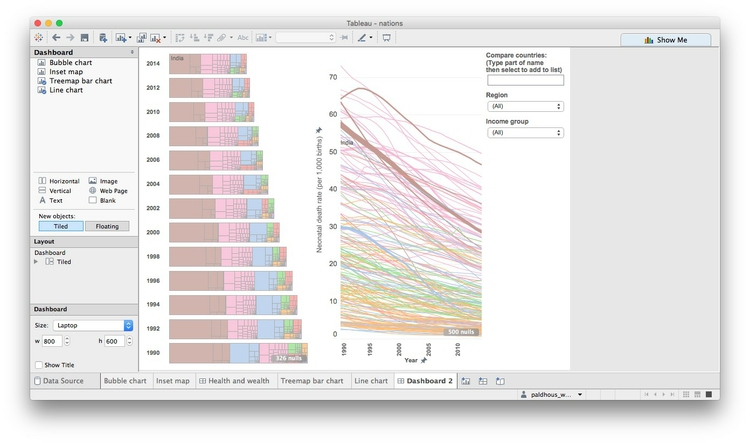 Tableau - nations
Abc
Show Me
Dashboard
Bubble chart
Inset map
Treemap bar chart
Line chart
Horizontal
Image
Vertical
Web Page
A Text
Blank
New objects:
Tiled
Floating
Layout
Dashboard
Tiled
Dashboard
Size: Laptop
w 800
h 600
Show Title
2014
India
2012
2010
2008
2006
2004
2002
2000
1998
1996
1994
1992
1990
326 nulls
Neonatal death rate (per 1,000 births)
70
60
50
40
30
20
10
0
India
500 nulls
1990
1995
2000
2005
2010
Year
Compare countries:
(Type part of name
then select to add to list)
Region
(All)
Income group
(All)
Data Source
Bubble chart
Inset map
Health and wealth
Treemap bar chart
Line chart
Dashboard 2
paldhous_w...